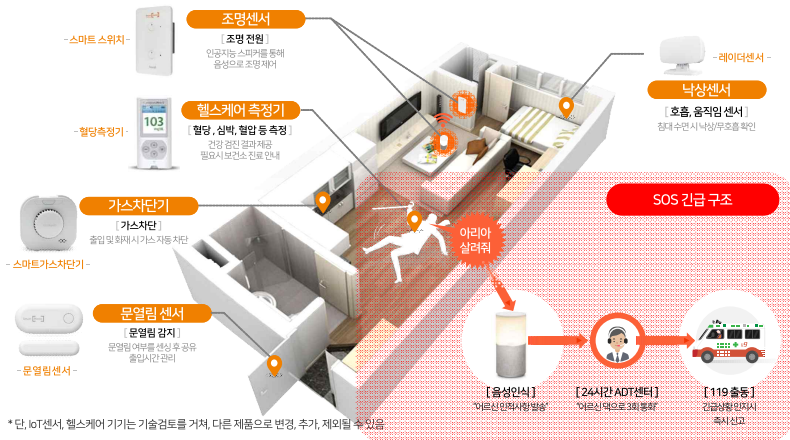 조명센서
[ 조명 전원 ]
인공지능 스피커를 통해
음성으로 조명 제어
- 스마트 스위치 -
헬스케어 측정기
[ 혈당 , 심박, 혈압 등 측정 ]
건강 검진 결과 제공
필요시 보건소 진료 안내
103
- 혈당측정기 -
- 레이더센서 -
낙상센서
[ 호흡, 움직임 센서 ]
침대 수면 시 낙상/무호흡 확인
가스차단기
[ 가스차단 ]
출입 및 화재 시 가스 자동 차단
- 스마트가스차단기 -
문열림 센서
[ 문열림 감지 ]
문열림 여부를 센싱 후 공유
출입시간 관리
- 문열림센서 -
SOS 긴급 구조
아리아
살려줘
[ 음성인식 ]
"어르신 인적사항 발송"
[ 24시간 ADT센터 ]
"어르신 댁으로 3회 통화"
[ 119 출동 ]
긴급상황 인지시
즉시 신고
* 단, IoT센서, 헬스케어 기기는 기술검토를 거쳐, 다른 제품으로 변경, 추가, 제외될 수 있음